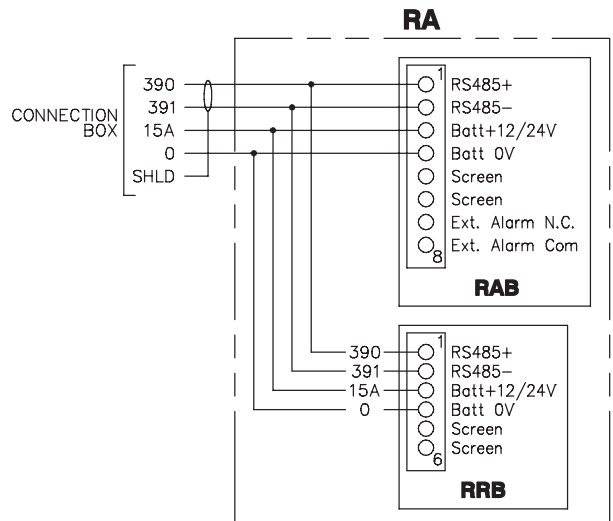 RA
CONNECTION
BOX
390
391
15A
0
SHLD
1
RS485+
RS485-
Batt+12/24V
Batt 0V
Screen
Screen
Ext. Alarm N.C.
Ext. Alarm Com
8
RAB
390
391
15A
0
1
RS485+
RS485-
Batt+12/24V
Batt 0V
Screen
Screen
6
RRB